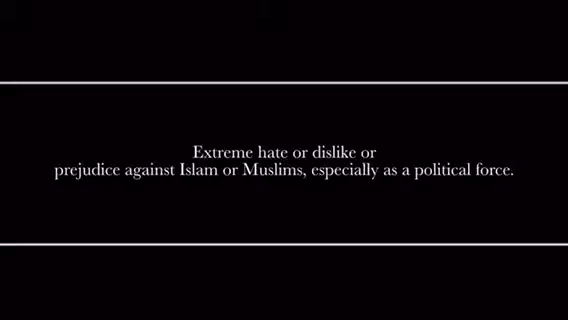 Extreme hate or dislike or
prejudice against Islam or Muslims, especially as a political force.